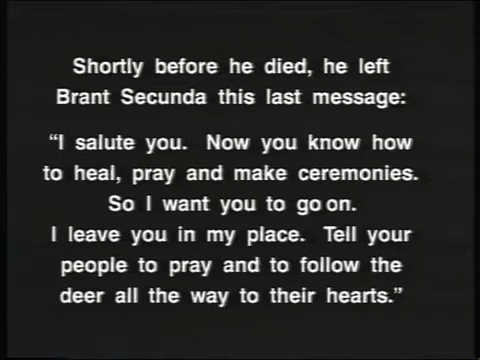 Shortly before he died, he left
Brant Secunda this last message:
“I salute you. Now you know how
to heal, pray and make ceremonies.
So I want you to go on.
I leave you in my place. Tell your
people to pray and to follow the
deer all the way to their hearts.”